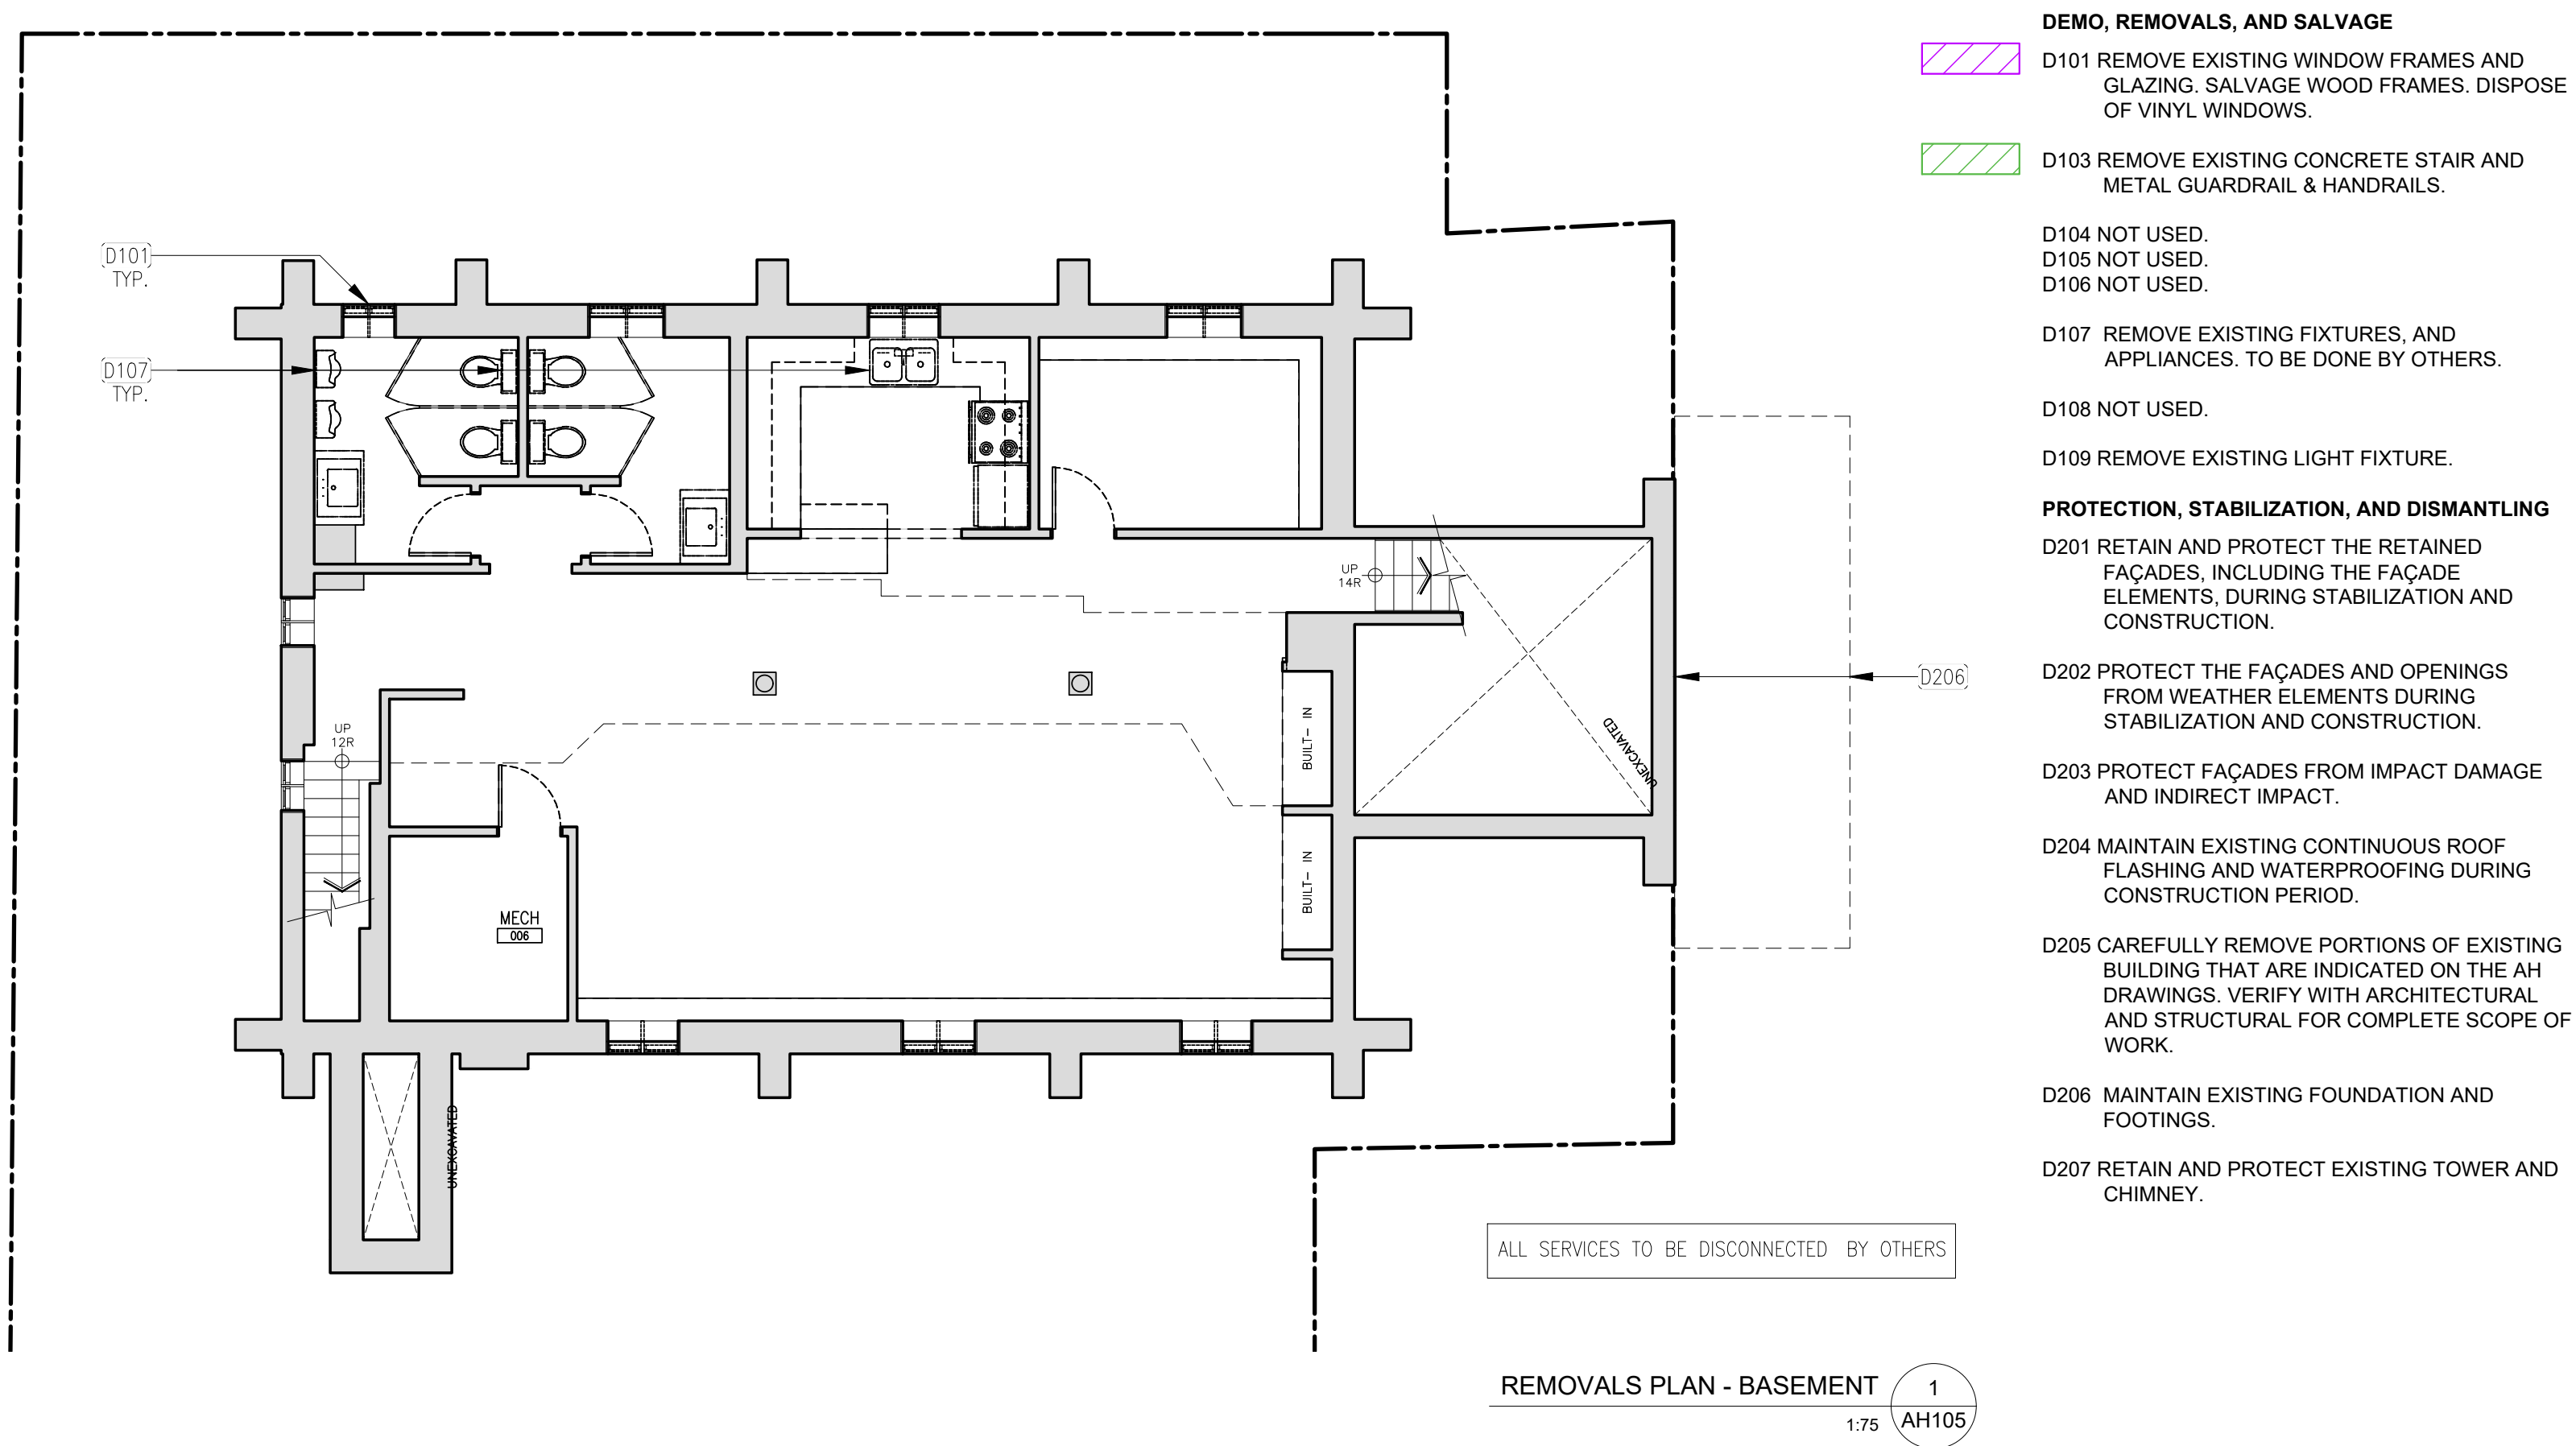 D101
TYP.
D107
TYP.
UP
14R
UP
12R
BUILT- IN
BUILT- IN
UNEXCAVATED
D206
MECH
006
UNEXCAVATED
ALL SERVICES TO BE DISCONNECTED BY OTHERS
REMOVALS PLAN - BASEMENT
1
1:75
AH105
DEMO, REMOVALS, AND SALVAGE
D101 REMOVE EXISTING WINDOW FRAMES AND
GLAZING. SALVAGE WOOD FRAMES. DISPOSE
OF VINYL WINDOWS.
D103 REMOVE EXISTING CONCRETE STAIR AND
METAL GUARDRAIL & HANDRAILS.
D104 NOT USED.
D105 NOT USED.
D106 NOT USED.
D107 REMOVE EXISTING FIXTURES, AND
APPLIANCES. TO BE DONE BY OTHERS.
D108 NOT USED.
D109 REMOVE EXISTING LIGHT FIXTURE.
PROTECTION, STABILIZATION, AND DISMANTLING
D201 RETAIN AND PROTECT THE RETAINED
FAÇADES, INCLUDING THE FAÇADE
ELEMENTS, DURING STABILIZATION AND
CONSTRUCTION.
D202 PROTECT THE FAÇADES AND OPENINGS
FROM WEATHER ELEMENTS DURING
STABILIZATION AND CONSTRUCTION.
D203 PROTECT FAÇADES FROM IMPACT DAMAGE
AND INDIRECT IMPACT.
D204 MAINTAIN EXISTING CONTINUOUS ROOF
FLASHING AND WATERPROOFING DURING
CONSTRUCTION PERIOD.
D205 CAREFULLY REMOVE PORTIONS OF EXISTING
BUILDING THAT ARE INDICATED ON THE AH
DRAWINGS. VERIFY WITH ARCHITECTURAL
AND STRUCTURAL FOR COMPLETE SCOPE OF
WORK.
D206 MAINTAIN EXISTING FOUNDATION AND
FOOTINGS.
D207 RETAIN AND PROTECT EXISTING TOWER AND
CHIMNEY.